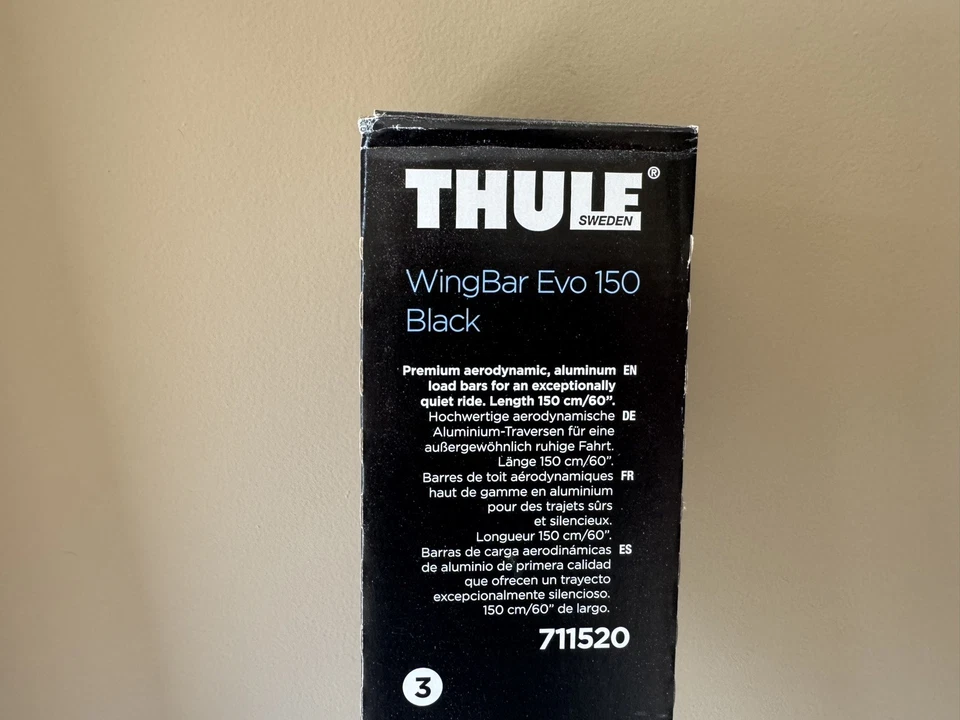 THULE®
SWEDEN
WingBar Evo 150
Black
Premium aerodynamic, aluminum EN
load bars for an exceptionally
quiet ride. Length 150 cm/60”.
Hochwertige aerodynamische DE
Aluminium-Traversen für eine
außergewöhnlich ruhige Fahrt.
Länge 150 cm/60”.
Barres de toit aérodynamiques FR
haut de gamme en aluminium
pour des trajets sûrs
et silencieux.
Longueur 150 cm/60”.
Barras de carga aerodinámicas ES
de aluminio de primera calidad
que ofrecen un trayecto
excepcionalmente silencioso.
150 cm/60” de largo.
711520
3